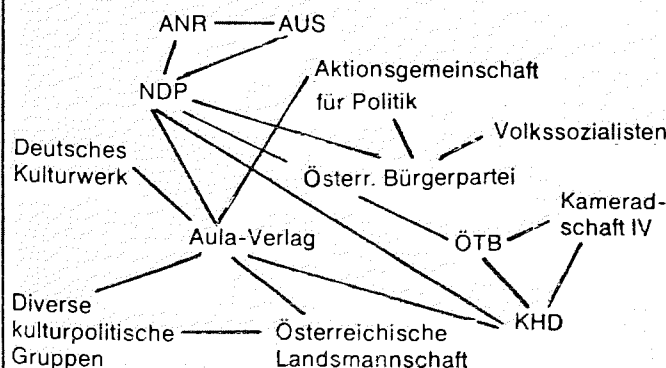 ANR AUS
Aktionsgemeinschaft
für Politik
NDP
Volkssozialisten
Deutsches
Kulturwerk
Österr. Bürgerpartei
Kamerad-
schaft IV
Aula-Verlag
ÖTB
Diverse
kulturpolitische
Gruppen
Österreichische
Landsmannschaft
KHD